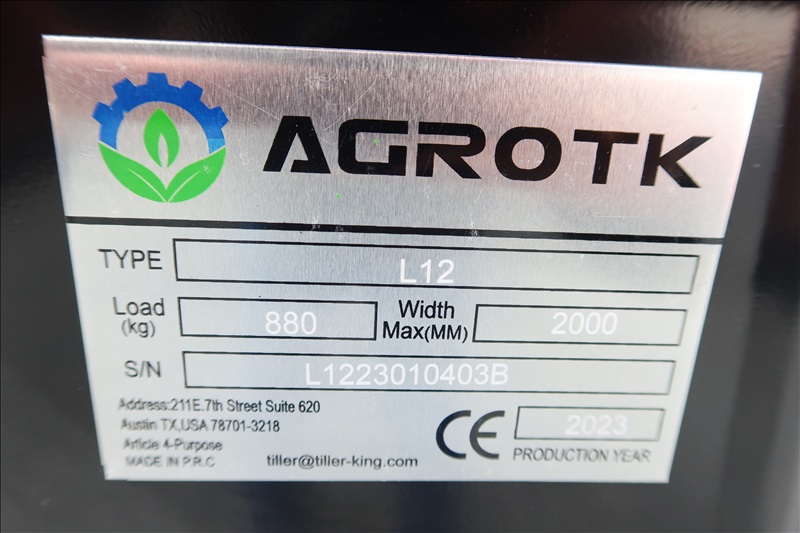 AGROTK
TYPE L12
Load (kg) 880 Width Max(MM) 2000
S/N L1223010403B
Address:211E.7th Street Suite 620
Austin TX,USA 78701-3218
Article 4-Purpose
MADE IN P.R.C tiller@tiller-king.com
CE 2023
PRODUCTION YEAR